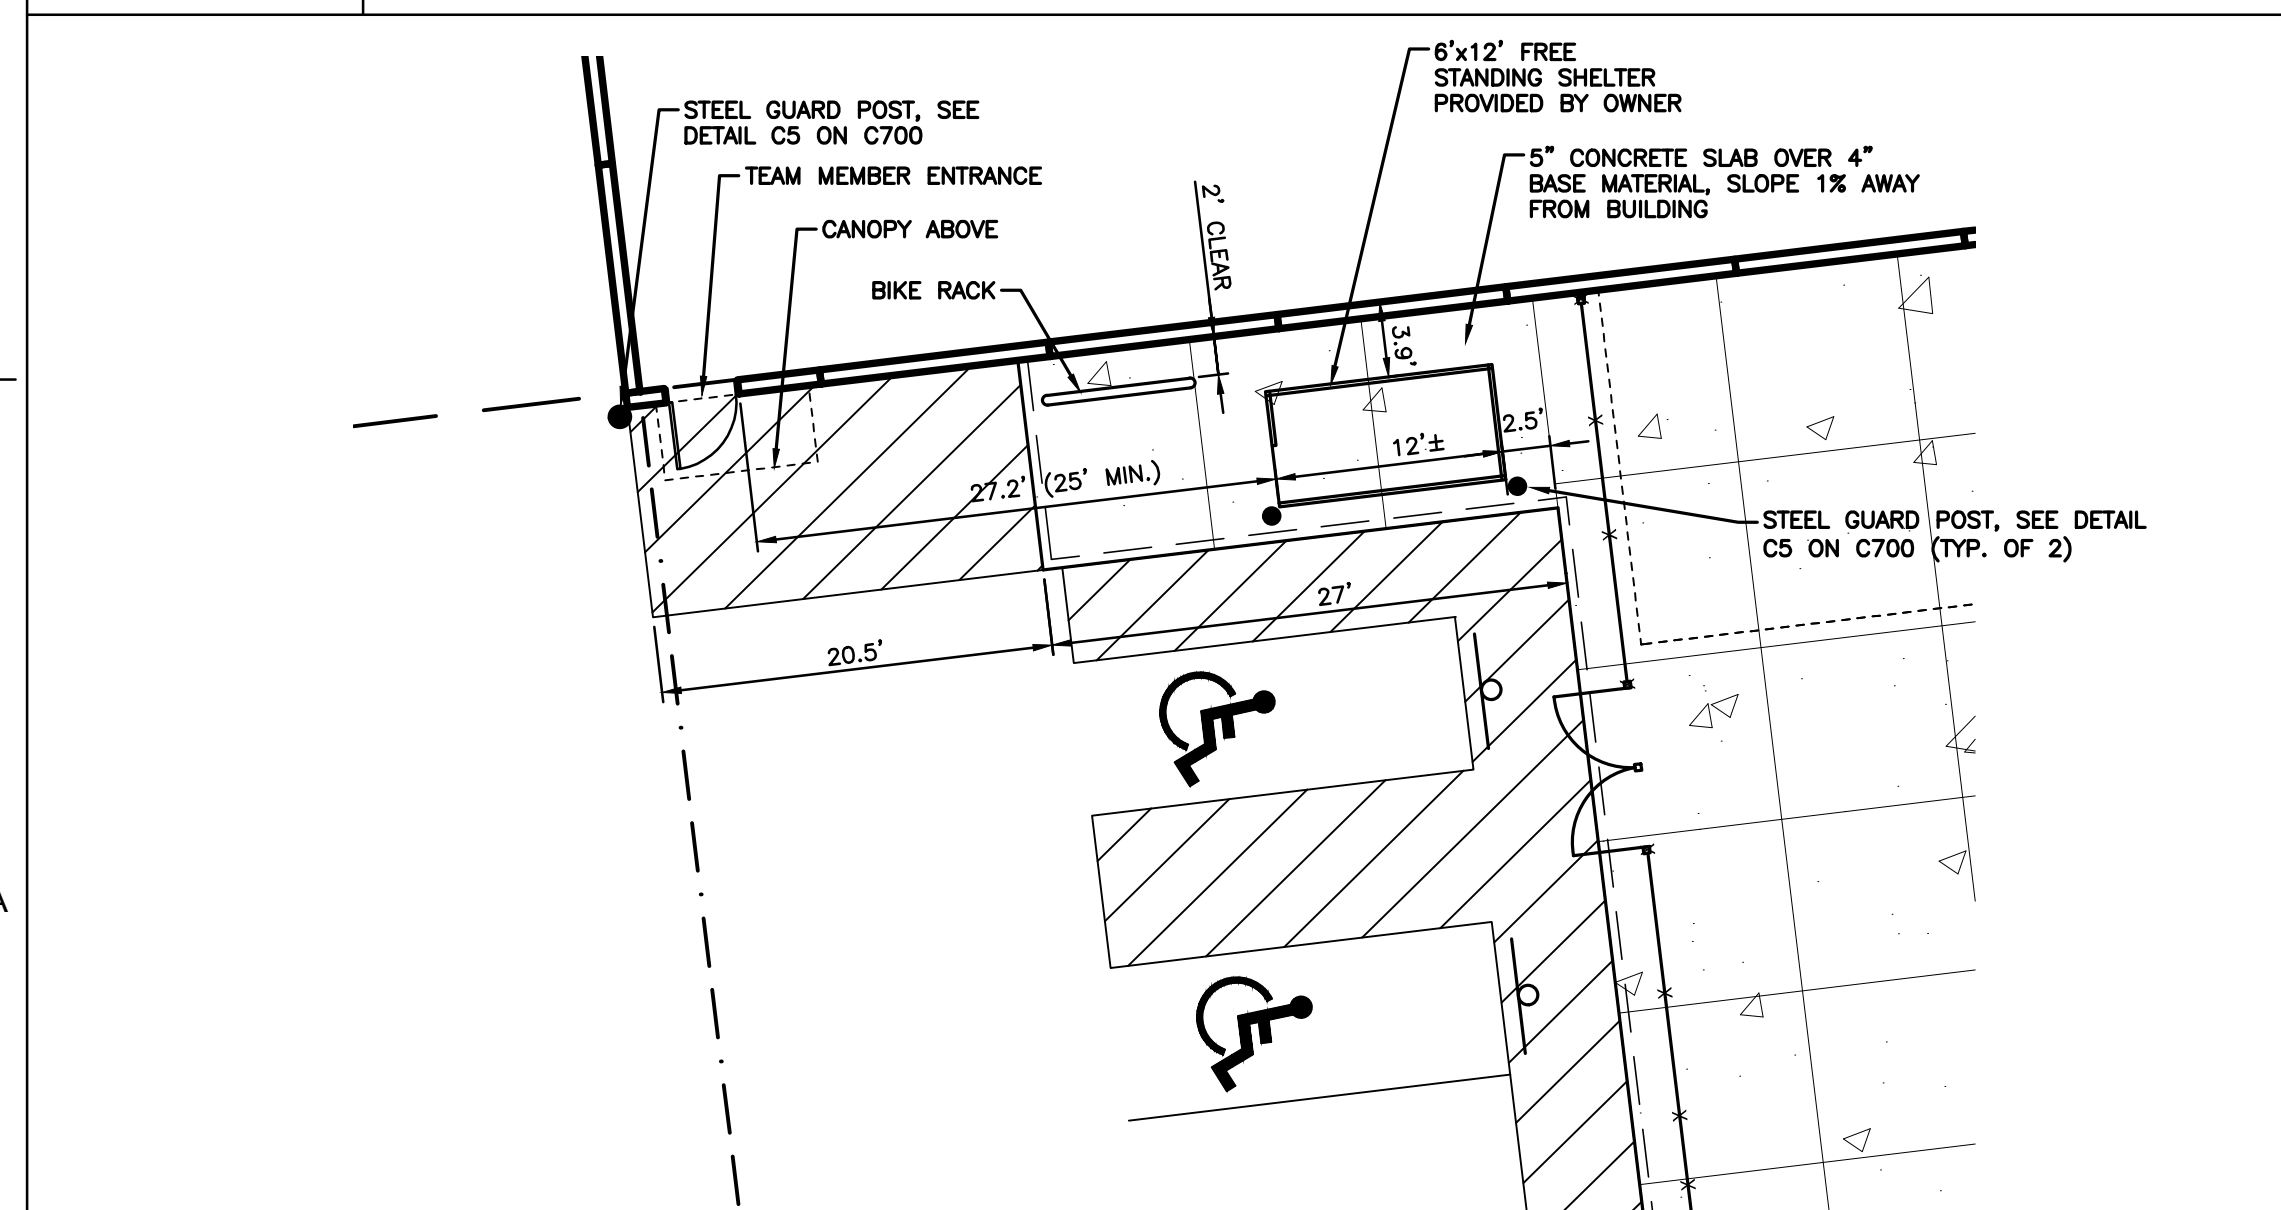 6'x12' FREE
STANDING SHELTER
PROVIDED BY OWNER
STEEL GUARD POST, SEE
DETAIL C5 ON C700
5" CONCRETE SLAB OVER 4"
BASE MATERIAL, SLOPE 1% AWAY
FROM BUILDING
TEAM MEMBER ENTRANCE
2' CLEAR
CANOPY ABOVE
BIKE RACK
3.9'
2.5'
12'±
27.2' (25' MIN.)
STEEL GUARD POST, SEE DETAIL
C5 ON C700 (TYP. OF 2)
27'
20.5'
A